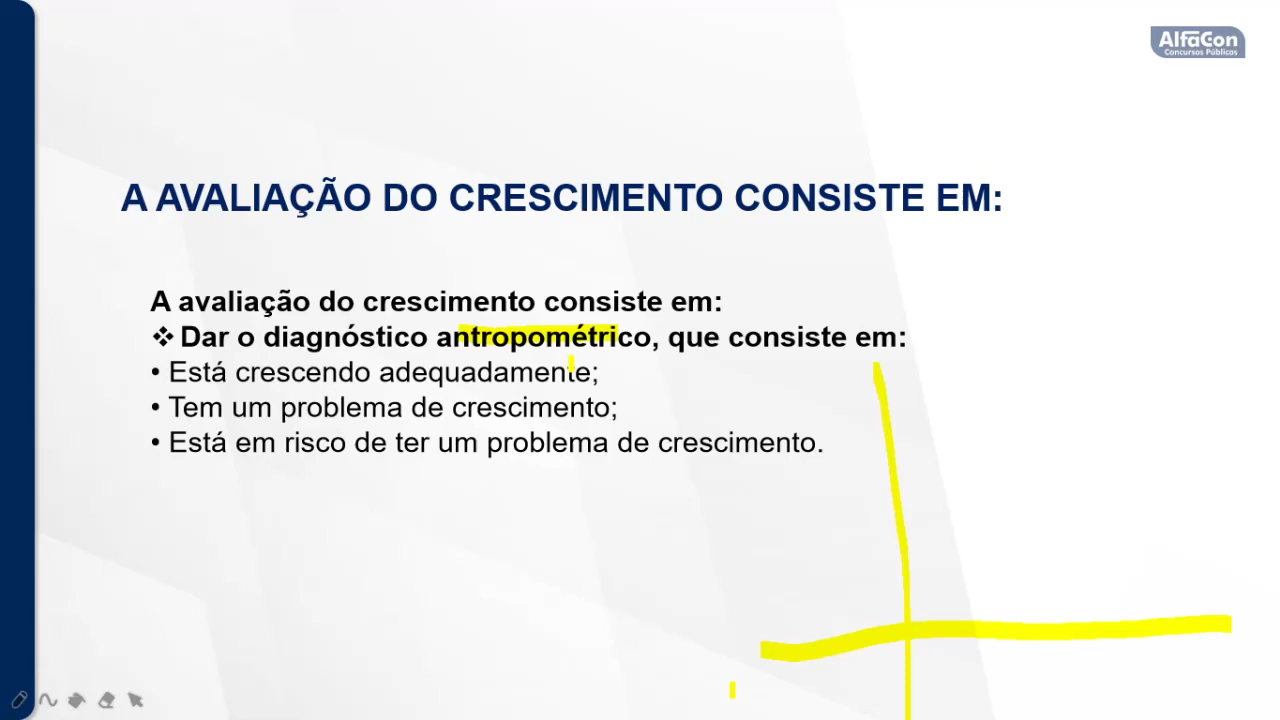 AlfaCon
Concursos Públicos
A AVALIAÇÃO DO CRESCIMENTO CONSISTE EM:
A avaliação do crescimento consiste em:
❖ Dar o diagnóstico antropométrico, que consiste em:
• Está crescendo adequadamente;
• Tem um problema de crescimento;
• Está em risco de ter um problema de crescimento.